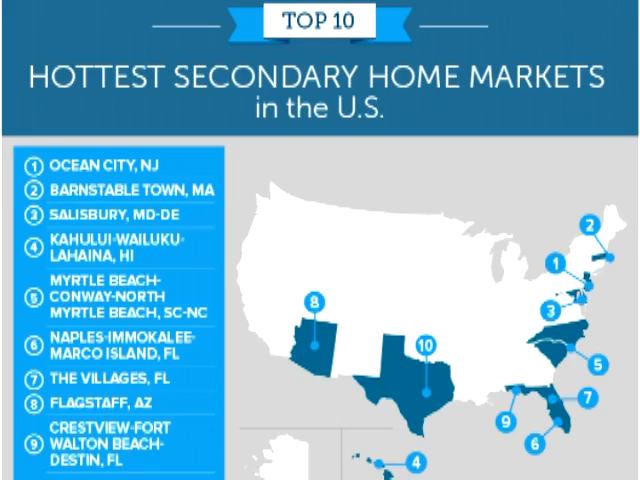 TOP 10
HOTTEST SECONDARY HOME MARKETS
in the U.S.
1 OCEAN CITY, NJ
2 BARNSTABLE TOWN, MA
3 SALISBURY, MD-DE
4 KAHULUI-WAILUKU-
LAHAINA, HI
5 MYRTLE BEACH-
CONWAY-NORTH
MYRTLE BEACH, SC-NC
6 NAPLES-IMMOKALEE-
MARCO ISLAND, FL
7 THE VILLAGES, FL
8 FLAGSTAFF, AZ
9 CRESTVIEW-FORT
WALTON BEACH-
DESTIN, FL
2
1
3
8
10
5
7
9
6
4